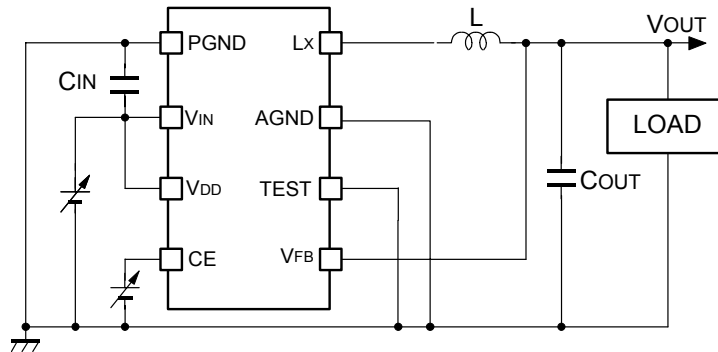 L
VOUT
PGND
LX
CIN
VIN
AGND
LOAD
VDD
TEST
COUT
CE
VFB